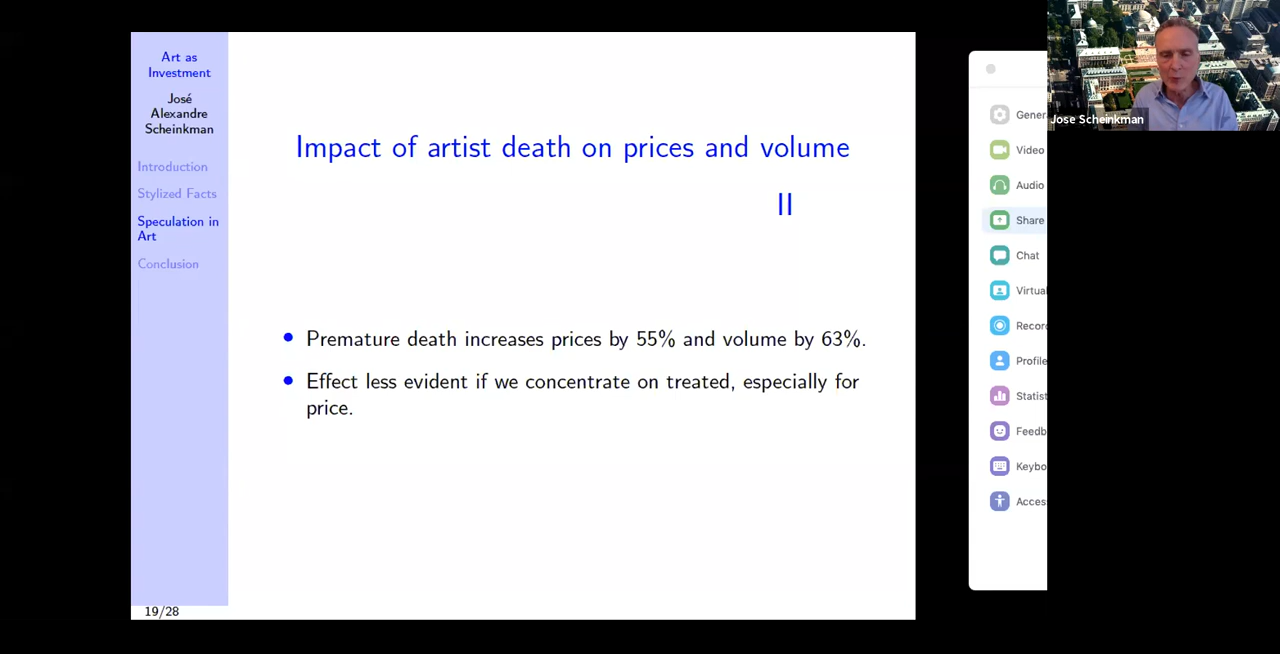 Art as
Investment
José
Alexandre
Scheinkman
Introduction
Stylized Facts
Speculation in
Art
Conclusion
Impact of artist death on prices and volume
II
• Premature death increases prices by 55% and volume by 63%.
• Effect less evident if we concentrate on treated, especially for
price.
19/28
Gener
Video
Audio
Share
Chat
Virtual
Record
Profile
Statist
Feedb
Keybo
Acces
Jose Scheinkman